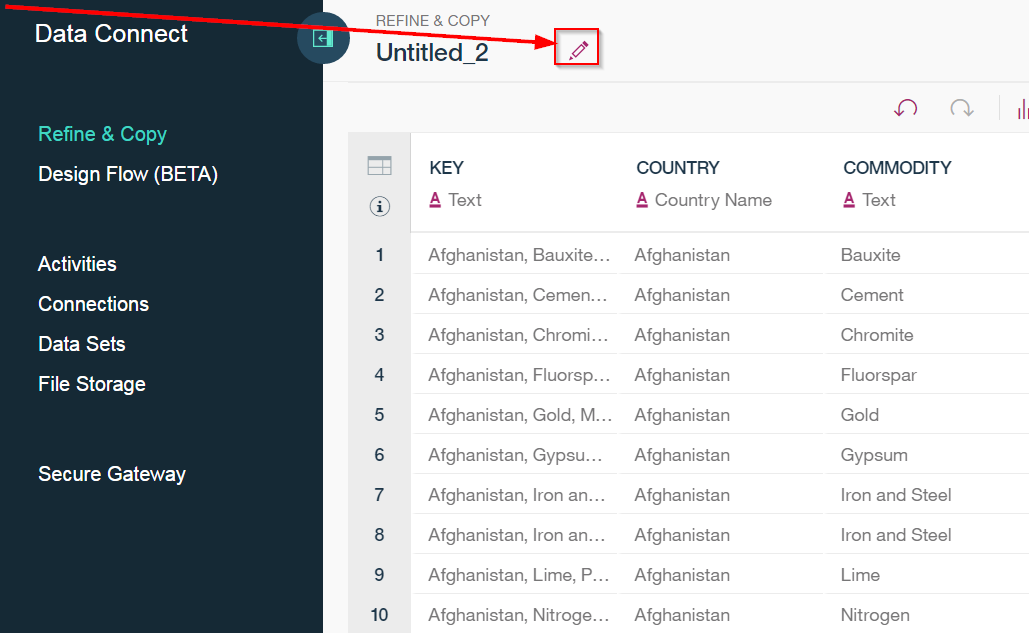 Data Connect
REFINE & COPY
Untitled_2
Refine & Copy
Design Flow (BETA)
Activities
Connections
Data Sets
File Storage
Secure Gateway
KEY COUNTRY COMMODITY
A Text A Country Name A Text
1 Afghanistan, Bauxite... Afghanistan Bauxite
2 Afghanistan, Cemen... Afghanistan Cement
3 Afghanistan, Chromi... Afghanistan Chromite
4 Afghanistan, Fluorsp... Afghanistan Fluorspar
5 Afghanistan, Gold, M... Afghanistan Gold
6 Afghanistan, Gypsu... Afghanistan Gypsum
7 Afghanistan, Iron an... Afghanistan Iron and Steel
8 Afghanistan, Iron an... Afghanistan Iron and Steel
9 Afghanistan, Lime, P... Afghanistan Lime
10 Afghanistan, Nitroge... Afghanistan Nitrogen